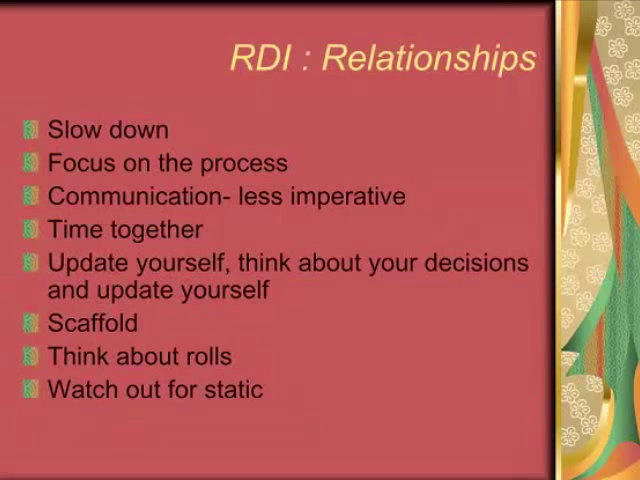 RDI : Relationships
Slow down
Focus on the process
Communication- less imperative
Time together
Update yourself, think about your decisions
and update yourself
Scaffold
Think about rolls
Watch out for static